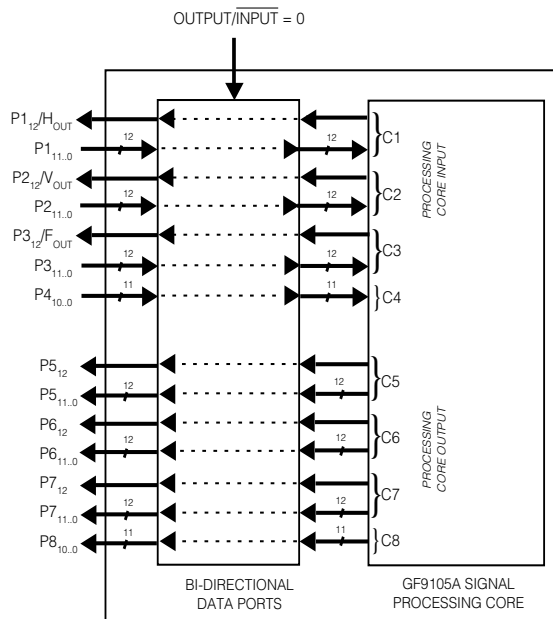 OUTPUT/INPUT = 0
P1₁₂/H_OUT 12 12 C1
P1₁₁..₀
P2₁₂/V_OUT 12 12 C2
P2₁₁..₀
P3₁₂/F_OUT 12 12 C3
P3₁₁..₀
P4₁₀..₀ 11 11 C4
PROCESSING
CORE INPUT
P5₁₂
P5₁₁..₀ 12 12 C5
P6₁₂
P6₁₁..₀ 12 12 C6
P7₁₂
P7₁₁..₀ 12 12 C7
P8₁₀..₀ 11 11 C8
PROCESSING
CORE OUTPUT
BI-DIRECTIONAL
DATA PORTS
GF9105A SIGNAL
PROCESSING CORE